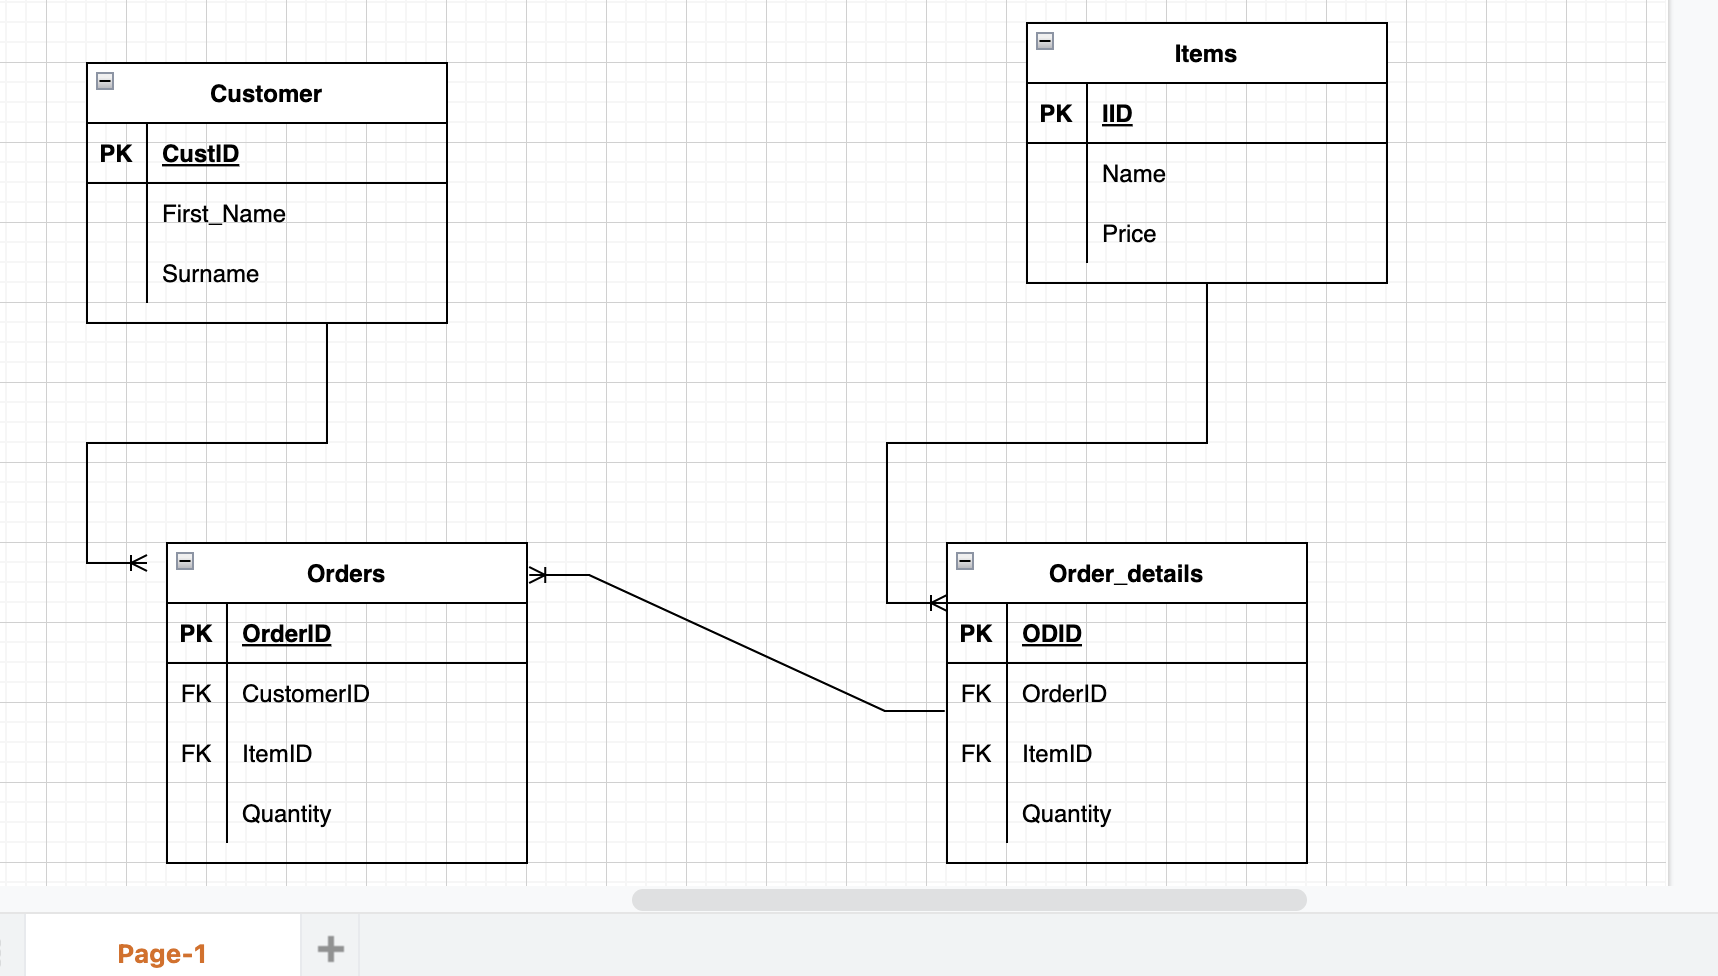 Customer
PK CustID
First_Name
Surname
Items
PK IID
Name
Price
Orders
PK OrderID
FK CustomerID
FK ItemID
Quantity
Order_details
PK ODID
FK OrderID
FK ItemID
Quantity
Page-1